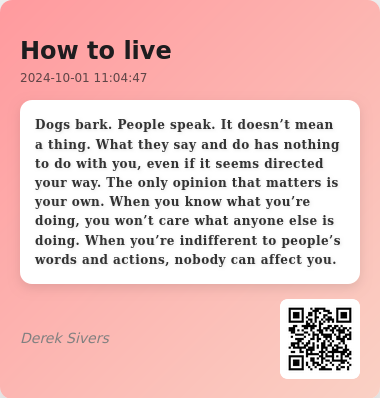 How to live
2024-10-01 11:04:47
Dogs bark. People speak. It doesn’t mean
a thing. What they say and do has nothing
to do with you, even if it seems directed
your way. The only opinion that matters is
your own. When you know what you’re
doing, you won’t care what anyone else is
doing. When you’re indifferent to people’s
words and actions, nobody can affect you.
Derek Sivers